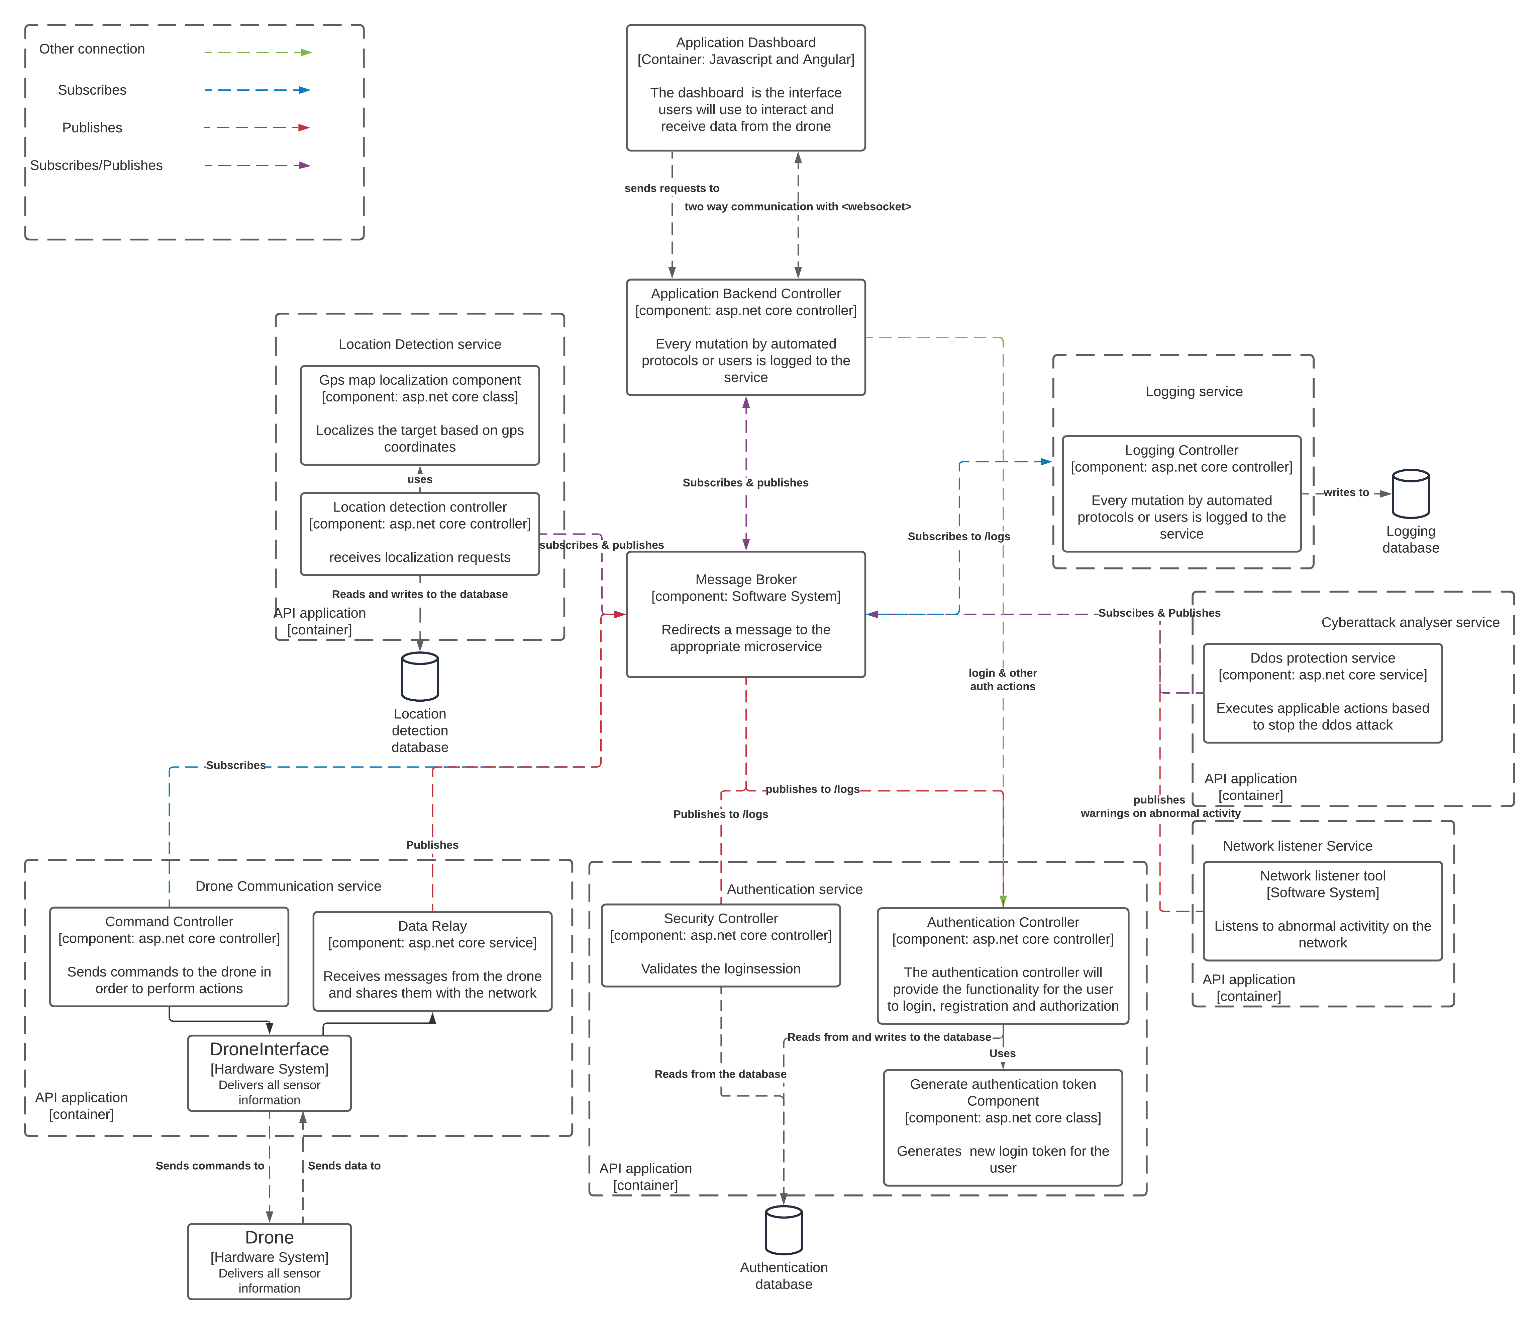 Other connection
Subscribes
Publishes
Subscribes/Publishes
Application Dashboard
[Container: Javascript and Angular]
The dashboard  is the interface
users will use to interact and
receive data from the drone
sends requests to
two way communication with <websocket>
Application Backend Controller
[component: asp.net core controller]
Every mutation by automated
protocols or users is logged to the
service
Location Detection service
Gps map localization component
[component: asp.net core class]
Localizes the target based on gps
coordinates
uses
Location detection controller
[component: asp.net core controller]
receives localization requests
subscribes & publishes
Reads and writes to the database
API application
[container]
Location
detection
database
Subscribes & publishes
Message Broker
[component: Software System]
Redirects a message to the
appropriate microservice
Logging service
Logging Controller
[component: asp.net core controller]
Every mutation by automated
protocols or users is logged to the
service
writes to
Logging
database
Subscribes to /logs
Subscibes & Publishes
Cyberattack analyser service
Ddos protection service
[component: asp.net core service]
Executes applicable actions based
to stop the ddos attack
API application
[container]
login & other
auth actions
publishes
warnings on abnormal activity
Network listener Service
Network listener tool
[Software System]
Listens to abnormal activitity on the
network
API application
[container]
Subscribes
Publishes
publishes to /logs
Publishes to /logs
Drone Communication service
Command Controller
[component: asp.net core controller]
Sends commands to the drone in
order to perform actions
Data Relay
[component: asp.net core service]
Receives messages from the drone
and shares them with the network
DroneInterface
[Hardware System]
Delivers all sensor
information
API application
[container]
Sends commands to
Sends data to
Drone
[Hardware System]
Delivers all sensor
information
Authentication service
Security Controller
[component: asp.net core controller]
Validates the loginsession
Authentication Controller
[component: asp.net core controller]
The authentication controller will
provide the functionality for the user
to login, registration and authorization
Reads from and writes to the database
Uses
Reads from the database
Generate authentication token
Component
[component: asp.net core class]
Generates  new login token for the
user
API application
[container]
Authentication
database